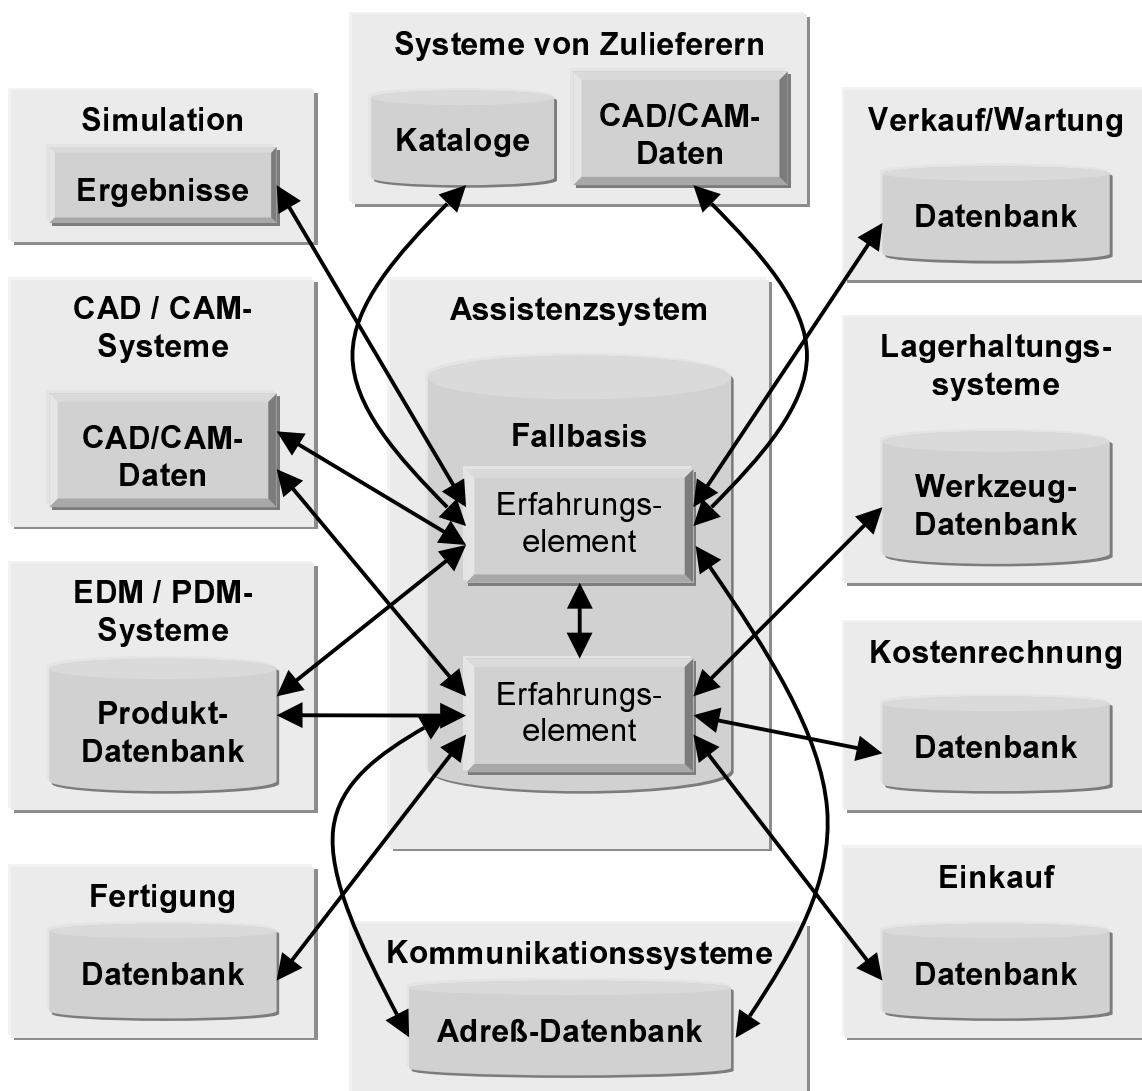 Systeme von Zulieferern
Kataloge
CAD/CAM-
Daten
Simulation
Ergebnisse
Verkauf/Wartung
Datenbank
CAD / CAM-
Systeme
CAD/CAM-
Daten
Assistenzsystem
Fallbasis
Erfahrungs-
element
Erfahrungs-
element
Lagerhaltungs-
systeme
Werkzeug-
Datenbank
EDM / PDM-
Systeme
Produkt-
Datenbank
Kostenrechnung
Datenbank
Fertigung
Datenbank
Kommunikationssysteme
Adreß-Datenbank
Einkauf
Datenbank